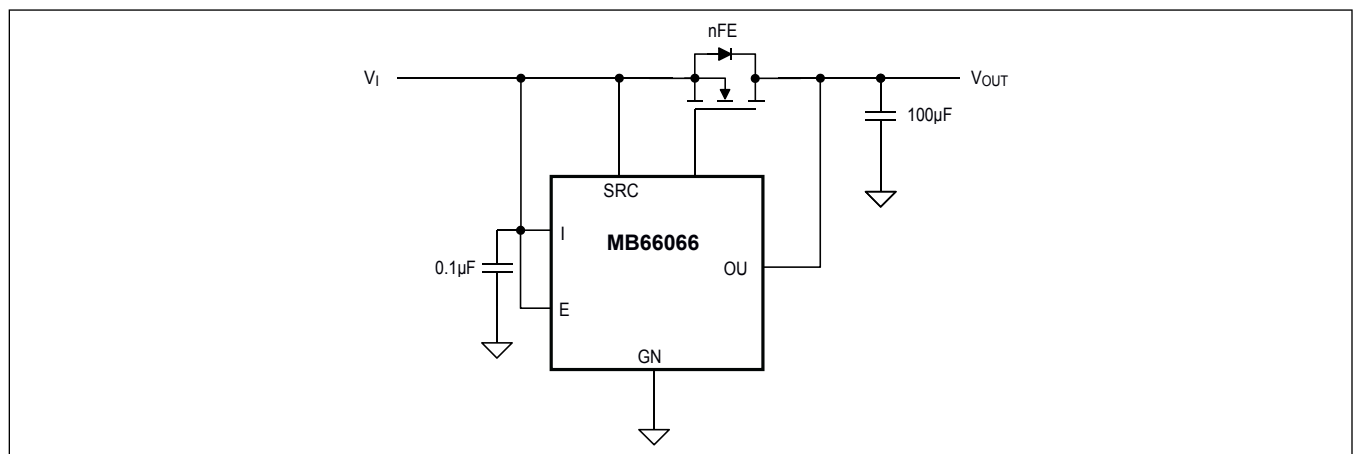 nFE
VI
VOUT
100µF
SRC
I
MB66066
0.1µF
OU
E
GN